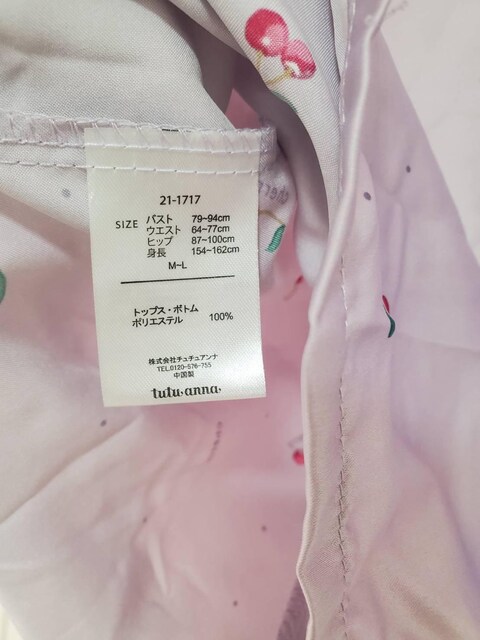 21-1717
SIZE バスト 79~94cm
ウエスト 64~77cm
ヒップ 87~100cm
身長 154~162cm
M~L
トップス・ボトム
ポリエステル 100%
株式会社チュチュアンナ
TEL.0120-576-755
中国製
tutu.anna